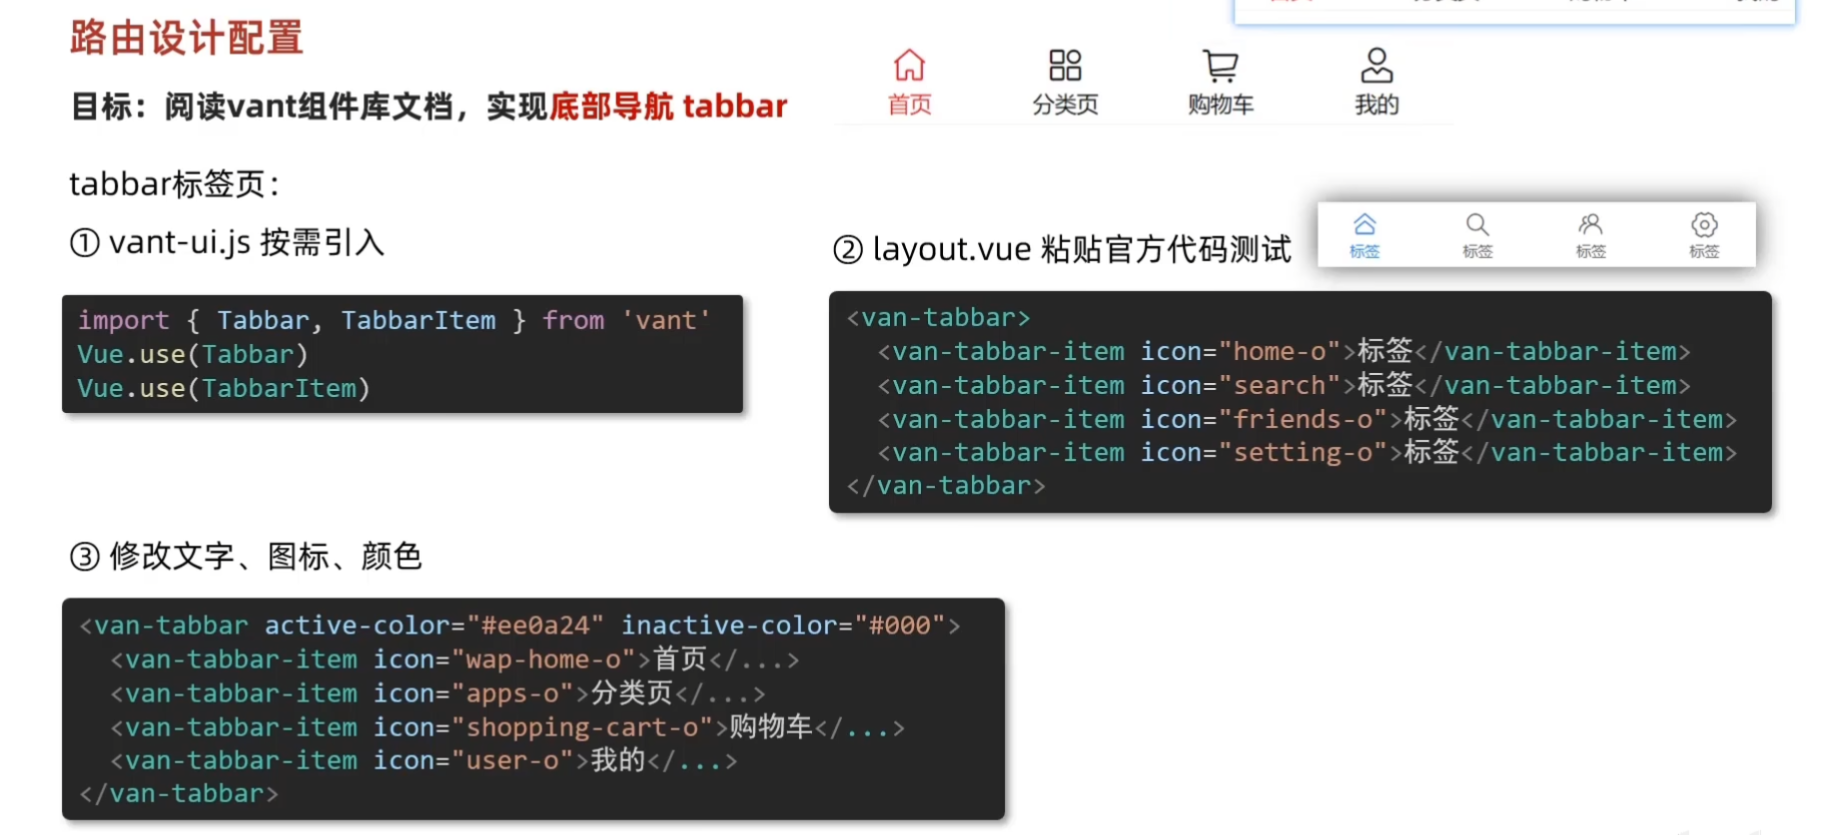 路由设计配置
目标：阅读vant组件库文档，实现底部导航 tabbar
首页 分类页 购物车 我的
tabbar标签页：
① vant-ui.js 按需引入
import { Tabbar, TabbarItem } from 'vant'
Vue.use(Tabbar)
Vue.use(TabbarItem)
② layout.vue 粘贴官方代码测试
标签 标签 标签 标签
<van-tabbar>
  <van-tabbar-item icon="home-o">标签</van-tabbar-item>
  <van-tabbar-item icon="search">标签</van-tabbar-item>
  <van-tabbar-item icon="friends-o">标签</van-tabbar-item>
  <van-tabbar-item icon="setting-o">标签</van-tabbar-item>
</van-tabbar>
③ 修改文字、图标、颜色
<van-tabbar active-color="#ee0a24" inactive-color="#000">
  <van-tabbar-item icon="wap-home-o">首页</...>
  <van-tabbar-item icon="apps-o">分类页</...>
  <van-tabbar-item icon="shopping-cart-o">购物车</...>
  <van-tabbar-item icon="user-o">我的</...>
</van-tabbar>